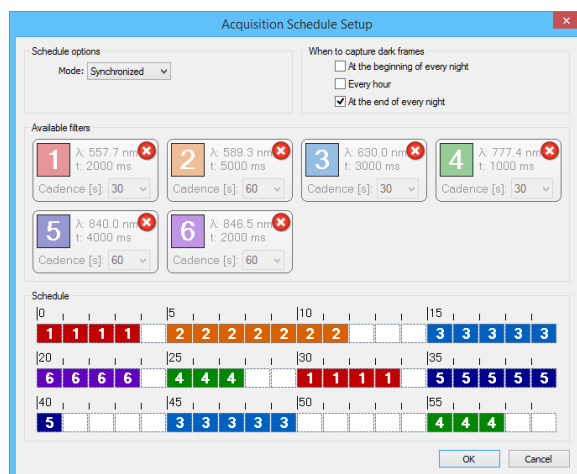 Acquisition Schedule Setup
Schedule options
Mode: Synchronized
When to capture dark frames
At the beginning of every night
Every hour
At the end of every night
Available filters
1 λ: 557.7 nm t: 2000 ms
Cadence [s]: 30
2 λ: 589.3 nm t: 5000 ms
Cadence [s]: 60
3 λ: 630.0 nm t: 3000 ms
Cadence [s]: 30
4 λ: 777.4 nm t: 1000 ms
Cadence [s]: 30
5 λ: 840.0 nm t: 4000 ms
Cadence [s]: 60
6 λ: 846.5 nm t: 2000 ms
Cadence [s]: 60
Schedule
0 5 10 15
1 1 1 1 2 2 2 2 2 2 2 3 3 3 3 3
20 25 30 35
6 6 6 6 4 4 4 1 1 1 1 5 5 5 5 5
40 45 50 55
5 3 3 3 3 3 4 4 4
OK Cancel